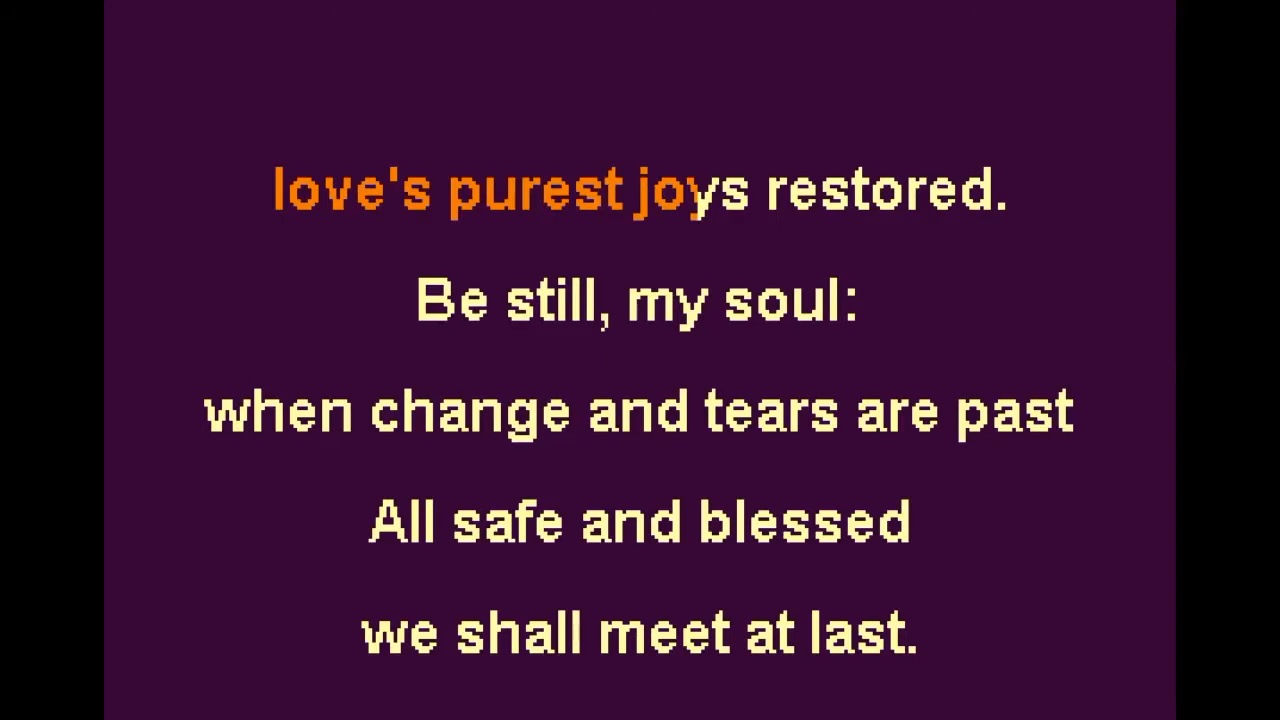 love's purest joys restored.
Be still, my soul:
when change and tears are past
All safe and blessed
we shall meet at last.